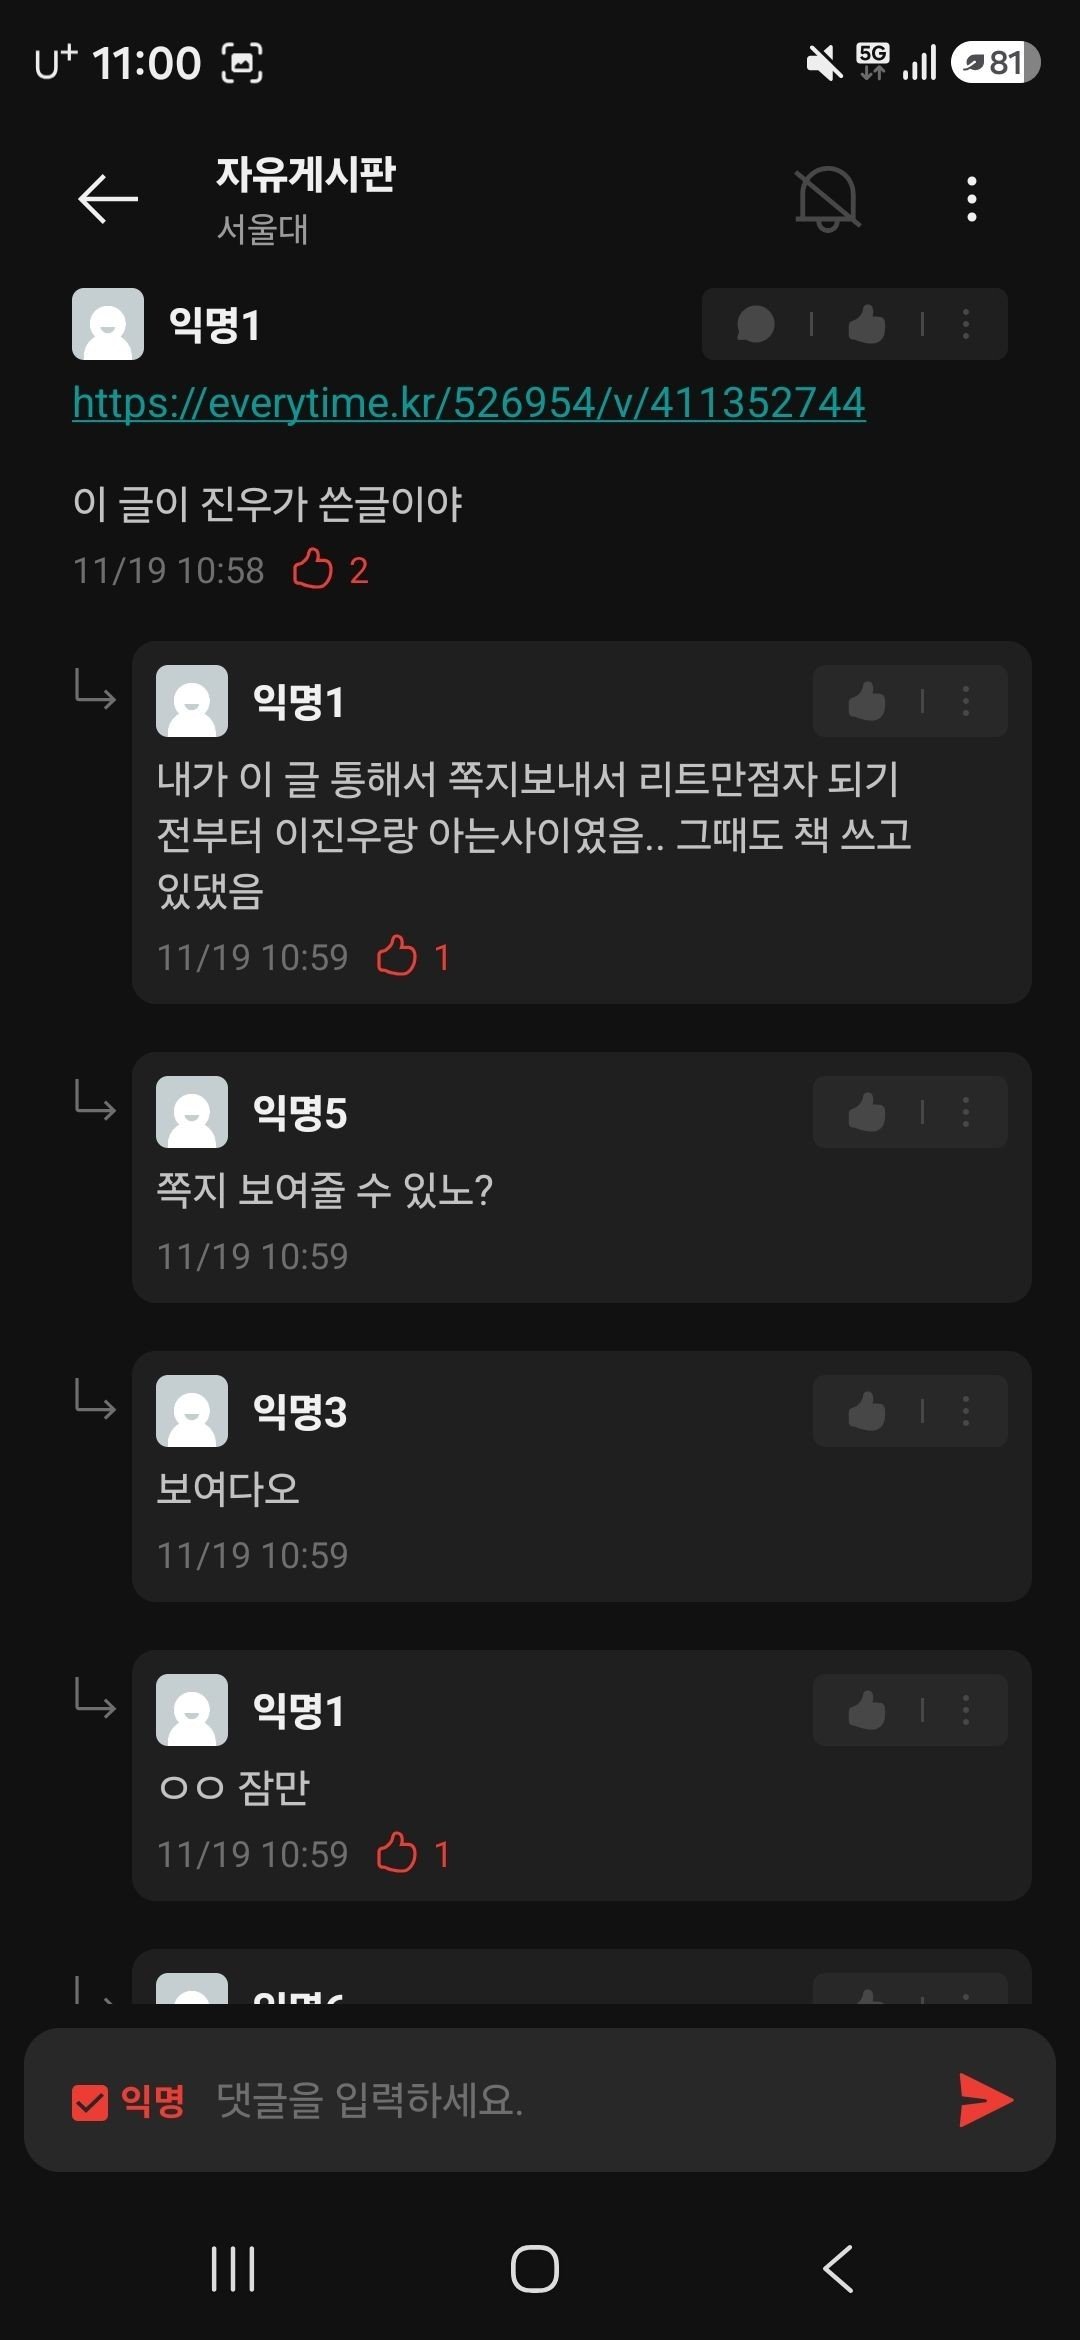 U+ 11:00 5G 81
자유게시판
서울대
익명1
https://everytime.kr/526954/v/411352744
이 글이 진우가 쓴글이야
11/19 10:58 2
익명1
내가 이 글 통해서 쪽지보내서 리트만점자 되기
전부터 이진우랑 아는사이였음.. 그때도 책 쓰고
있댔음
11/19 10:59 1
익명5
쪽지 보여줄 수 있노?
11/19 10:59
익명3
보여다오
11/19 10:59
익명1
ㅇㅇ 잠만
11/19 10:59 1
익명 댓글을 입력하세요.